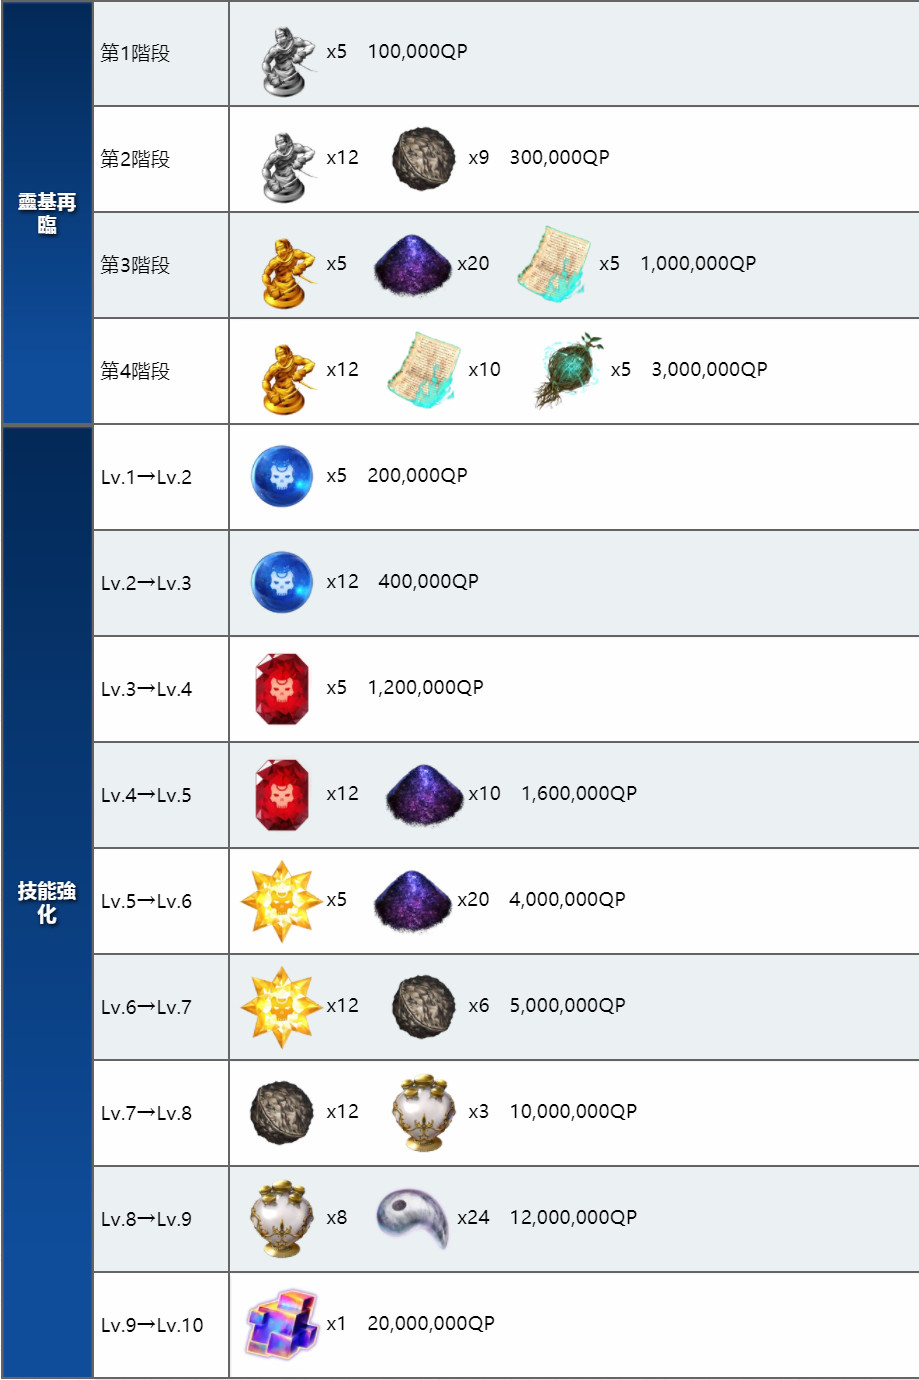 靈基再
臨
第1階段
x5 100,000QP
第2階段
x12 x9 300,000QP
第3階段
x5 x20 x5 1,000,000QP
第4階段
x12 x10 x5 3,000,000QP
技能強
化
Lv.1→Lv.2
x5 200,000QP
Lv.2→Lv.3
x12 400,000QP
Lv.3→Lv.4
x5 1,200,000QP
Lv.4→Lv.5
x12 x10 1,600,000QP
Lv.5→Lv.6
x5 x20 4,000,000QP
Lv.6→Lv.7
x12 x6 5,000,000QP
Lv.7→Lv.8
x12 x3 10,000,000QP
Lv.8→Lv.9
x8 x24 12,000,000QP
Lv.9→Lv.10
x1 20,000,000QP